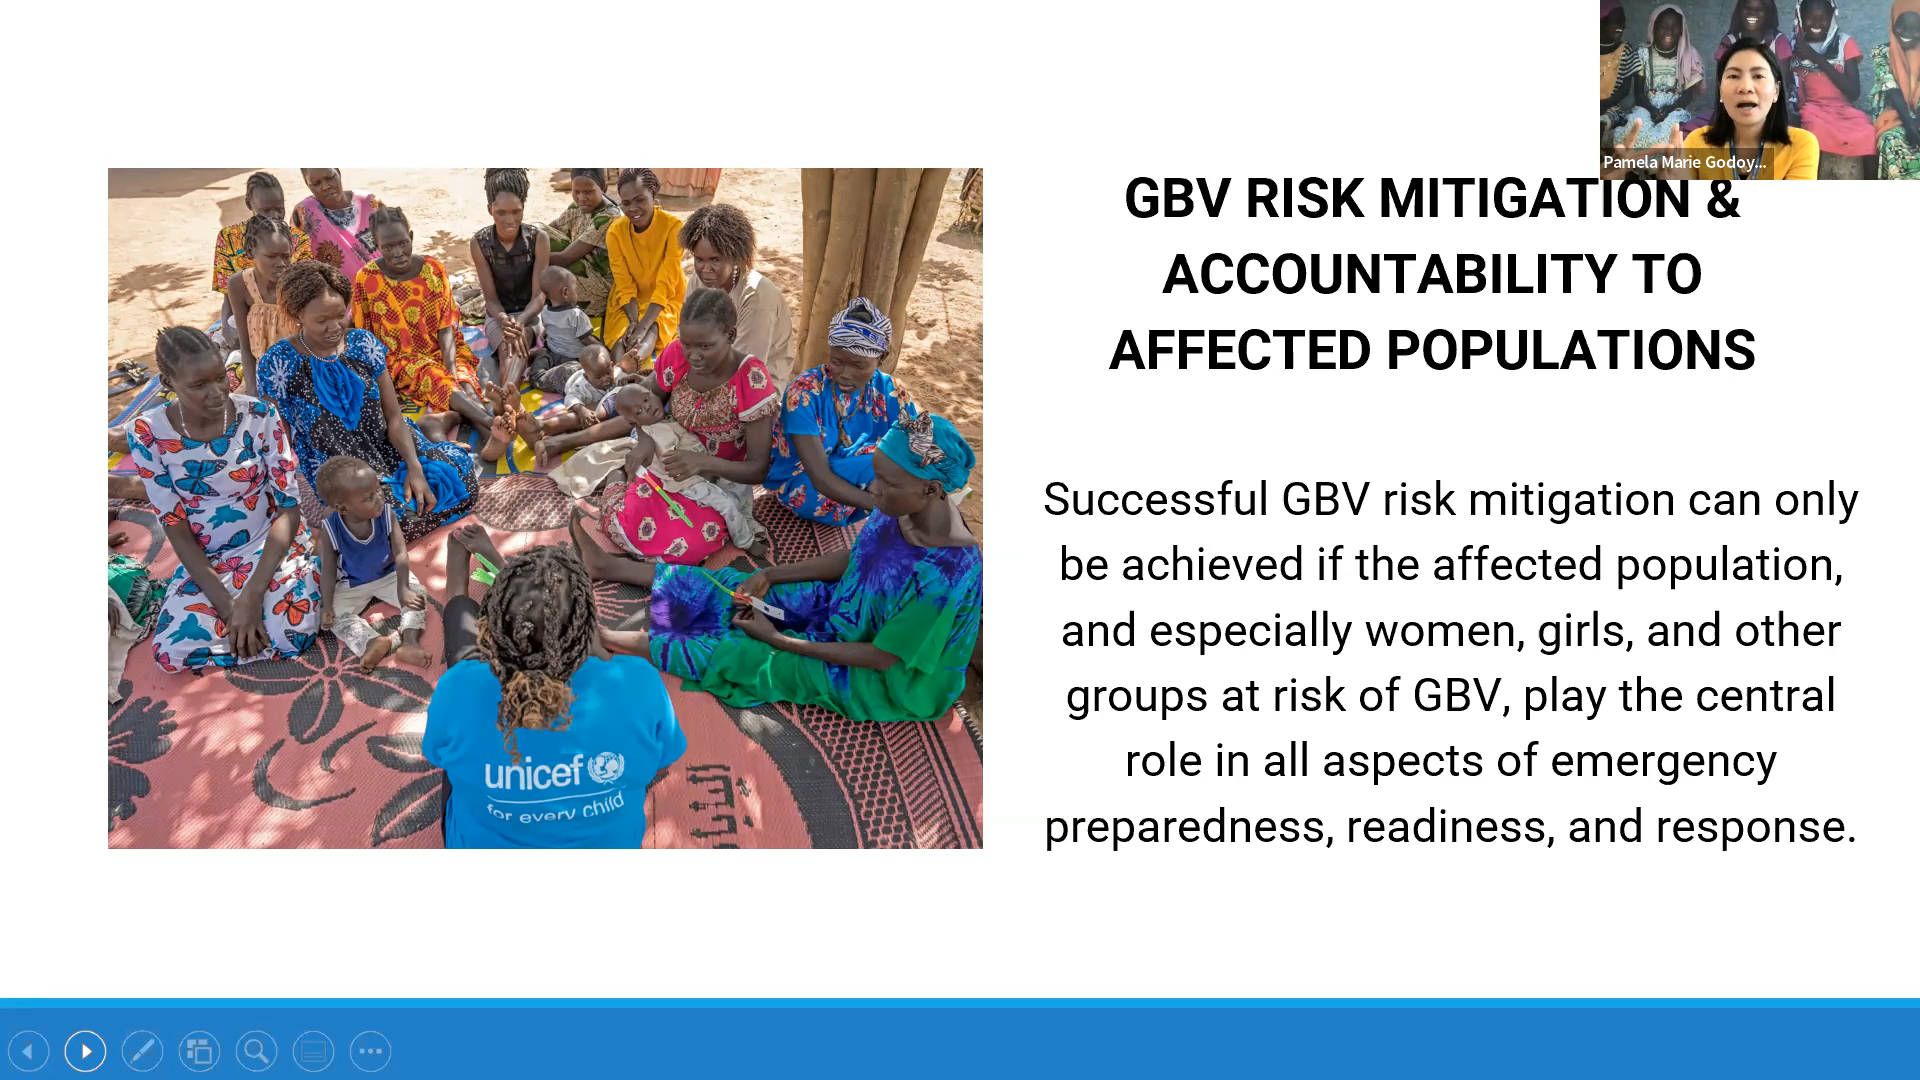 Pamela Marie Godoy...
GBV RISK MITIGATION &
ACCOUNTABILITY TO
AFFECTED POPULATIONS
Successful GBV risk mitigation can only
be achieved if the affected population,
and especially women, girls, and other
groups at risk of GBV, play the central
role in all aspects of emergency
preparedness, readiness, and response.
unicef
for every child